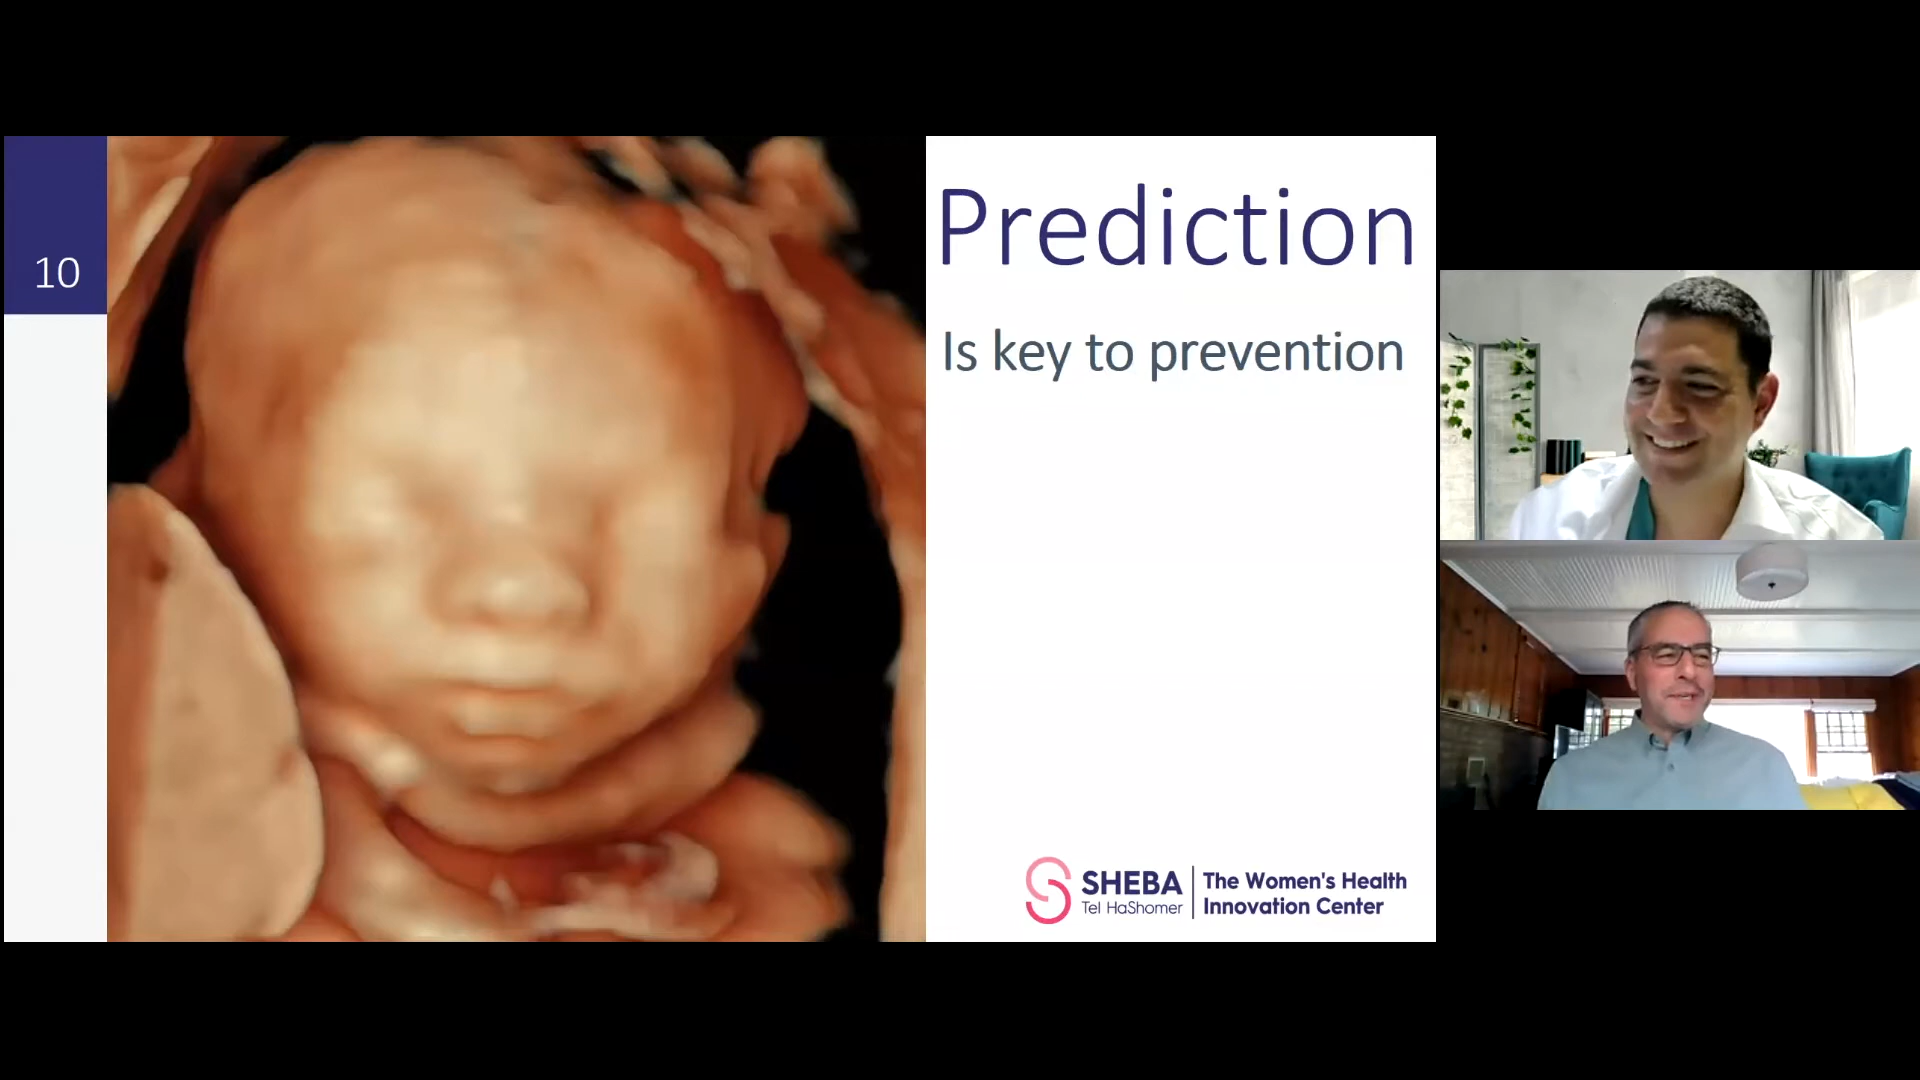 10
Prediction
Is key to prevention
SHEBA
Tel HaShomer
The Women's Health
Innovation Center